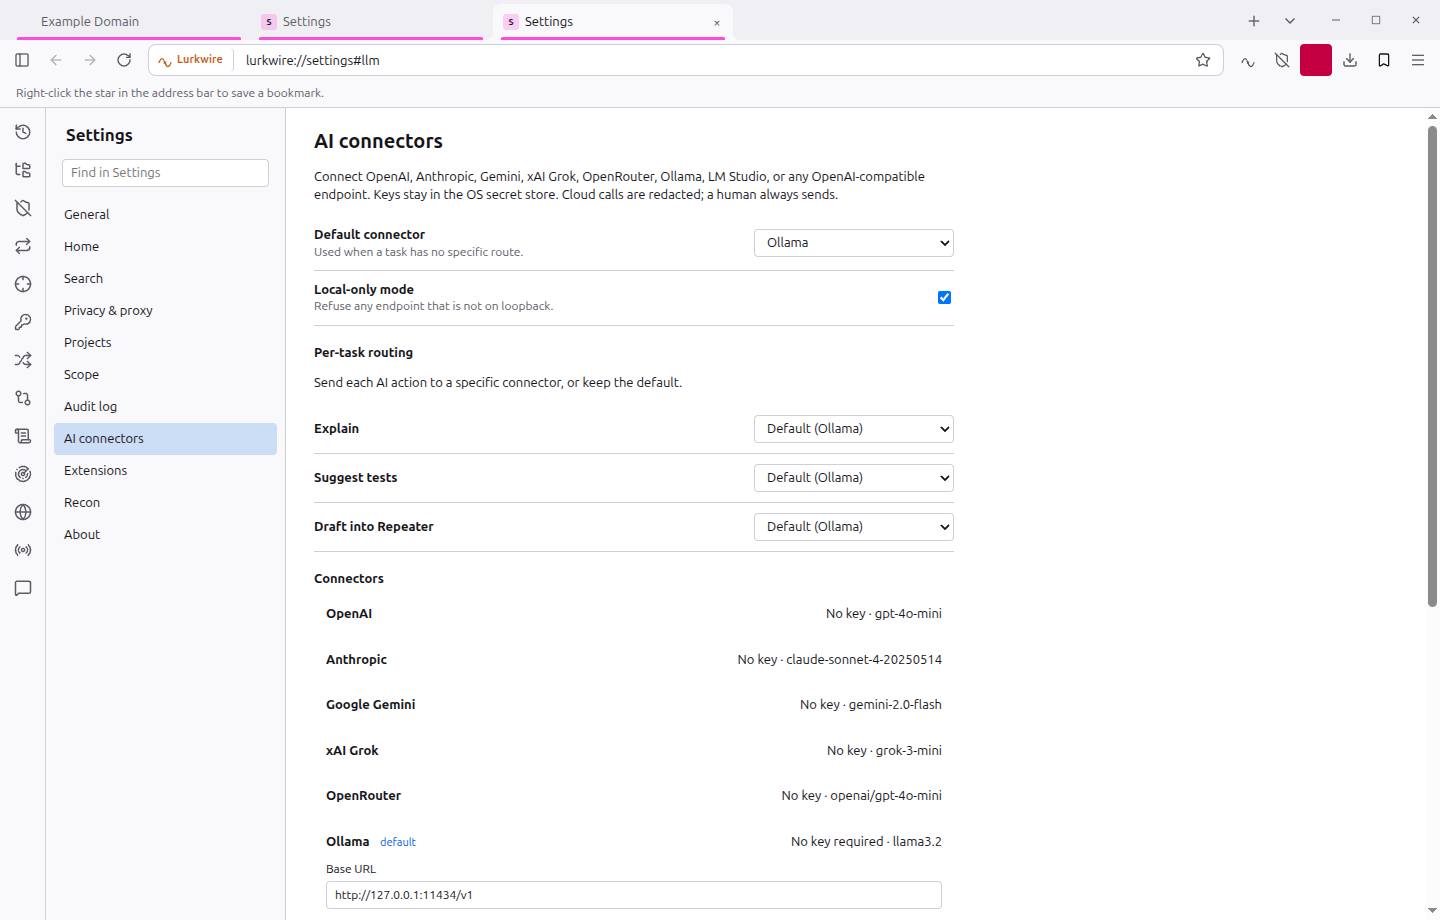 Example Domain
S Settings
S Settings
Lurkwire
lurkwire://settings#llm
Right-click the star in the address bar to save a bookmark.
Settings
Find in Settings
General
Home
Search
Privacy & proxy
Projects
Scope
Audit log
AI connectors
Extensions
Recon
About
AI connectors
Connect OpenAI, Anthropic, Gemini, xAI Grok, OpenRouter, Ollama, LM Studio, or any OpenAI-compatible
endpoint. Keys stay in the OS secret store. Cloud calls are redacted; a human always sends.
Default connector
Used when a task has no specific route.
Ollama
Local-only mode
Refuse any endpoint that is not on loopback.
Per-task routing
Send each AI action to a specific connector, or keep the default.
Explain
Default (Ollama)
Suggest tests
Default (Ollama)
Draft into Repeater
Default (Ollama)
Connectors
OpenAI
No key · gpt-4o-mini
Anthropic
No key · claude-sonnet-4-20250514
Google Gemini
No key · gemini-2.0-flash
xAI Grok
No key · grok-3-mini
OpenRouter
No key · openai/gpt-4o-mini
Ollama default
No key required · llama3.2
Base URL
http://127.0.0.1:11434/v1